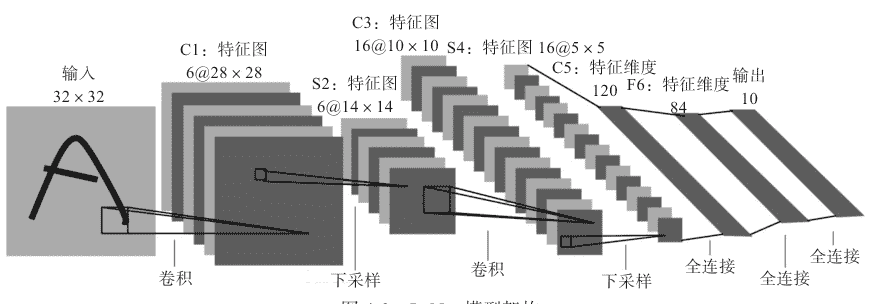 输入
32×32
C1：特征图
6@28×28
S2：特征图
6@14×14
C3：特征图
16@10×10
S4：特征图 16@5×5
C5：特征维度
120
F6：特征维度
84
输出
10
卷积
下采样
卷积
下采样
全连接
全连接
全连接